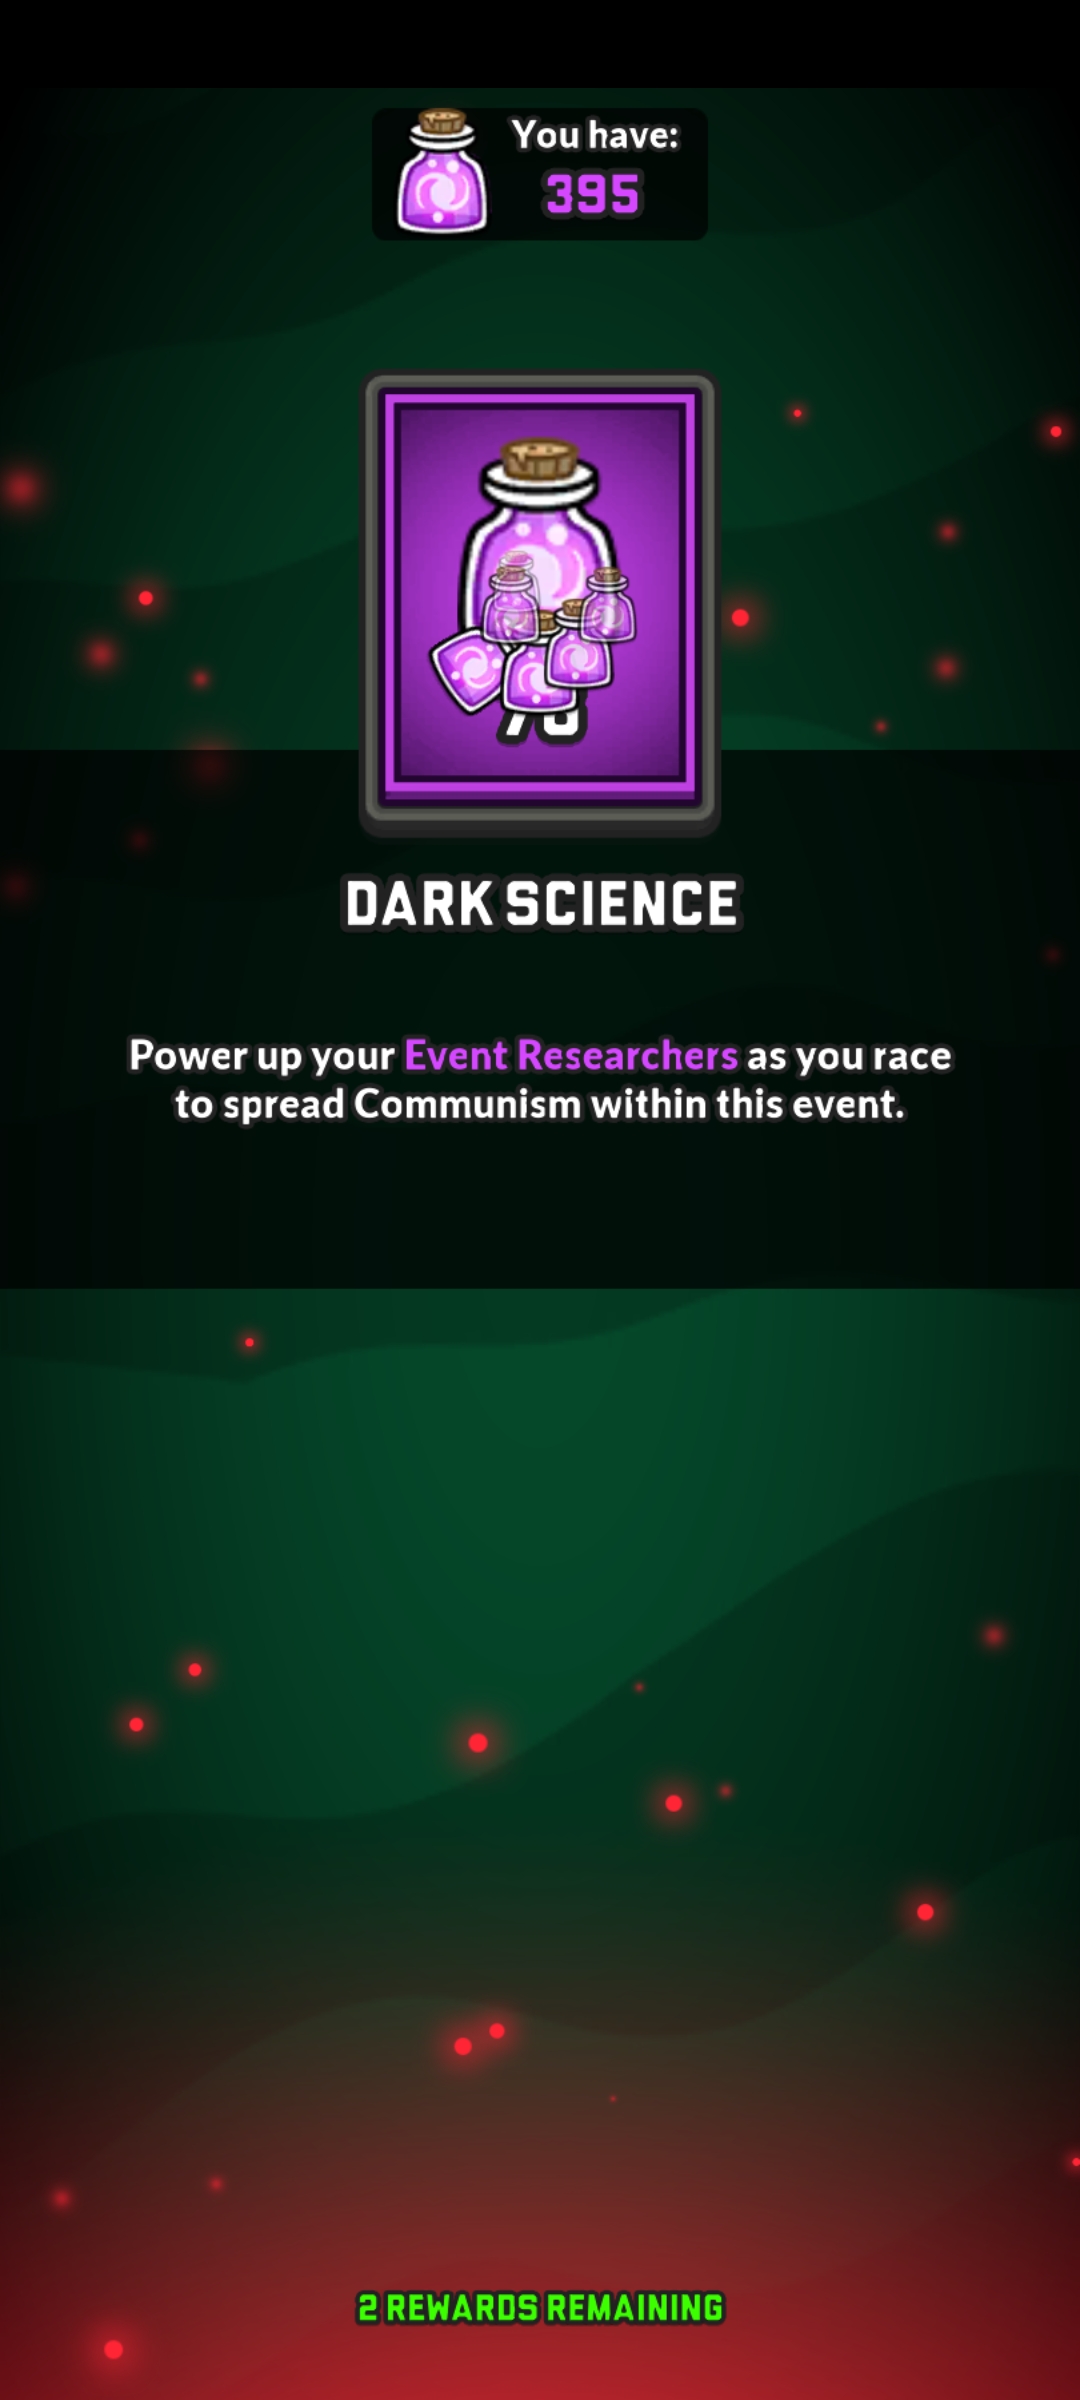 You have:
395
DARK SCIENCE
Power up your Event Researchers as you race
to spread Communism within this event.
2 REWARDS REMAINING